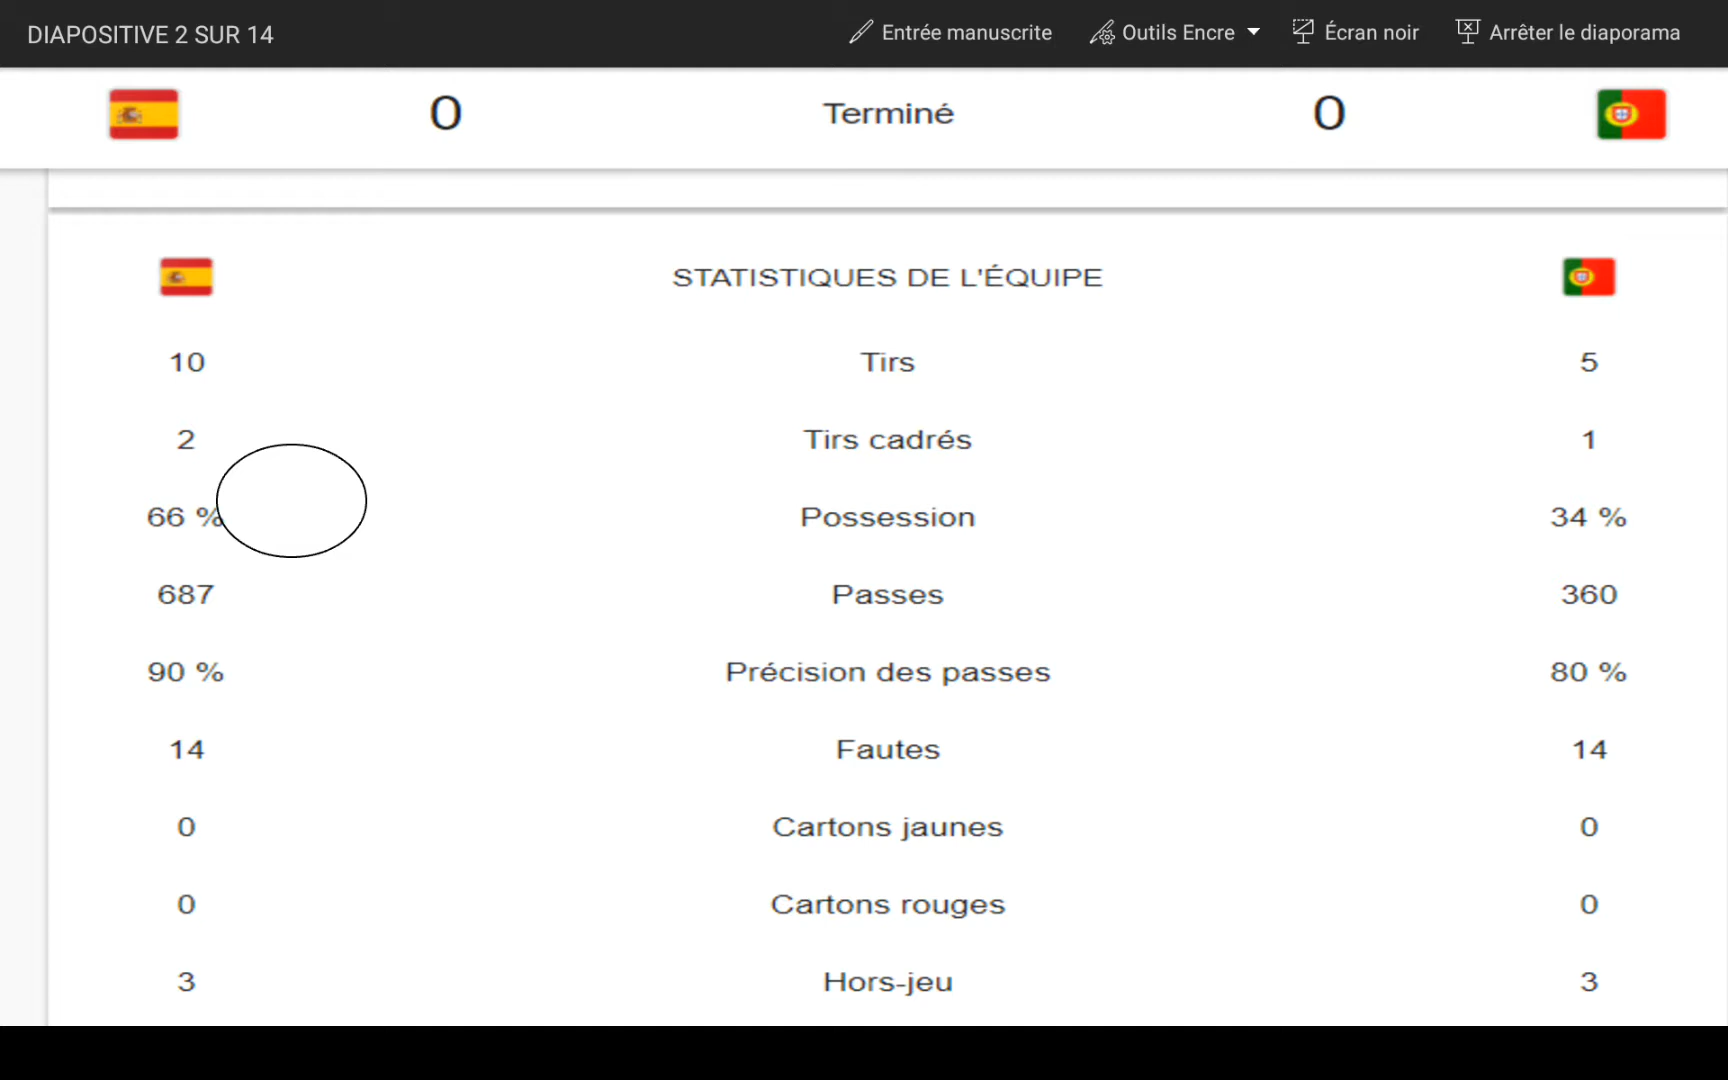 DIAPOSITIVE 2 SUR 14 Entrée manuscrite Outils Encre Écran noir Arrêter le diaporama
0 Terminé 0
STATISTIQUES DE L'ÉQUIPE
10 Tirs 5
2 Tirs cadrés 1
66 % Possession 34 %
687 Passes 360
90 % Précision des passes 80 %
14 Fautes 14
0 Cartons jaunes 0
0 Cartons rouges 0
3 Hors-jeu 3